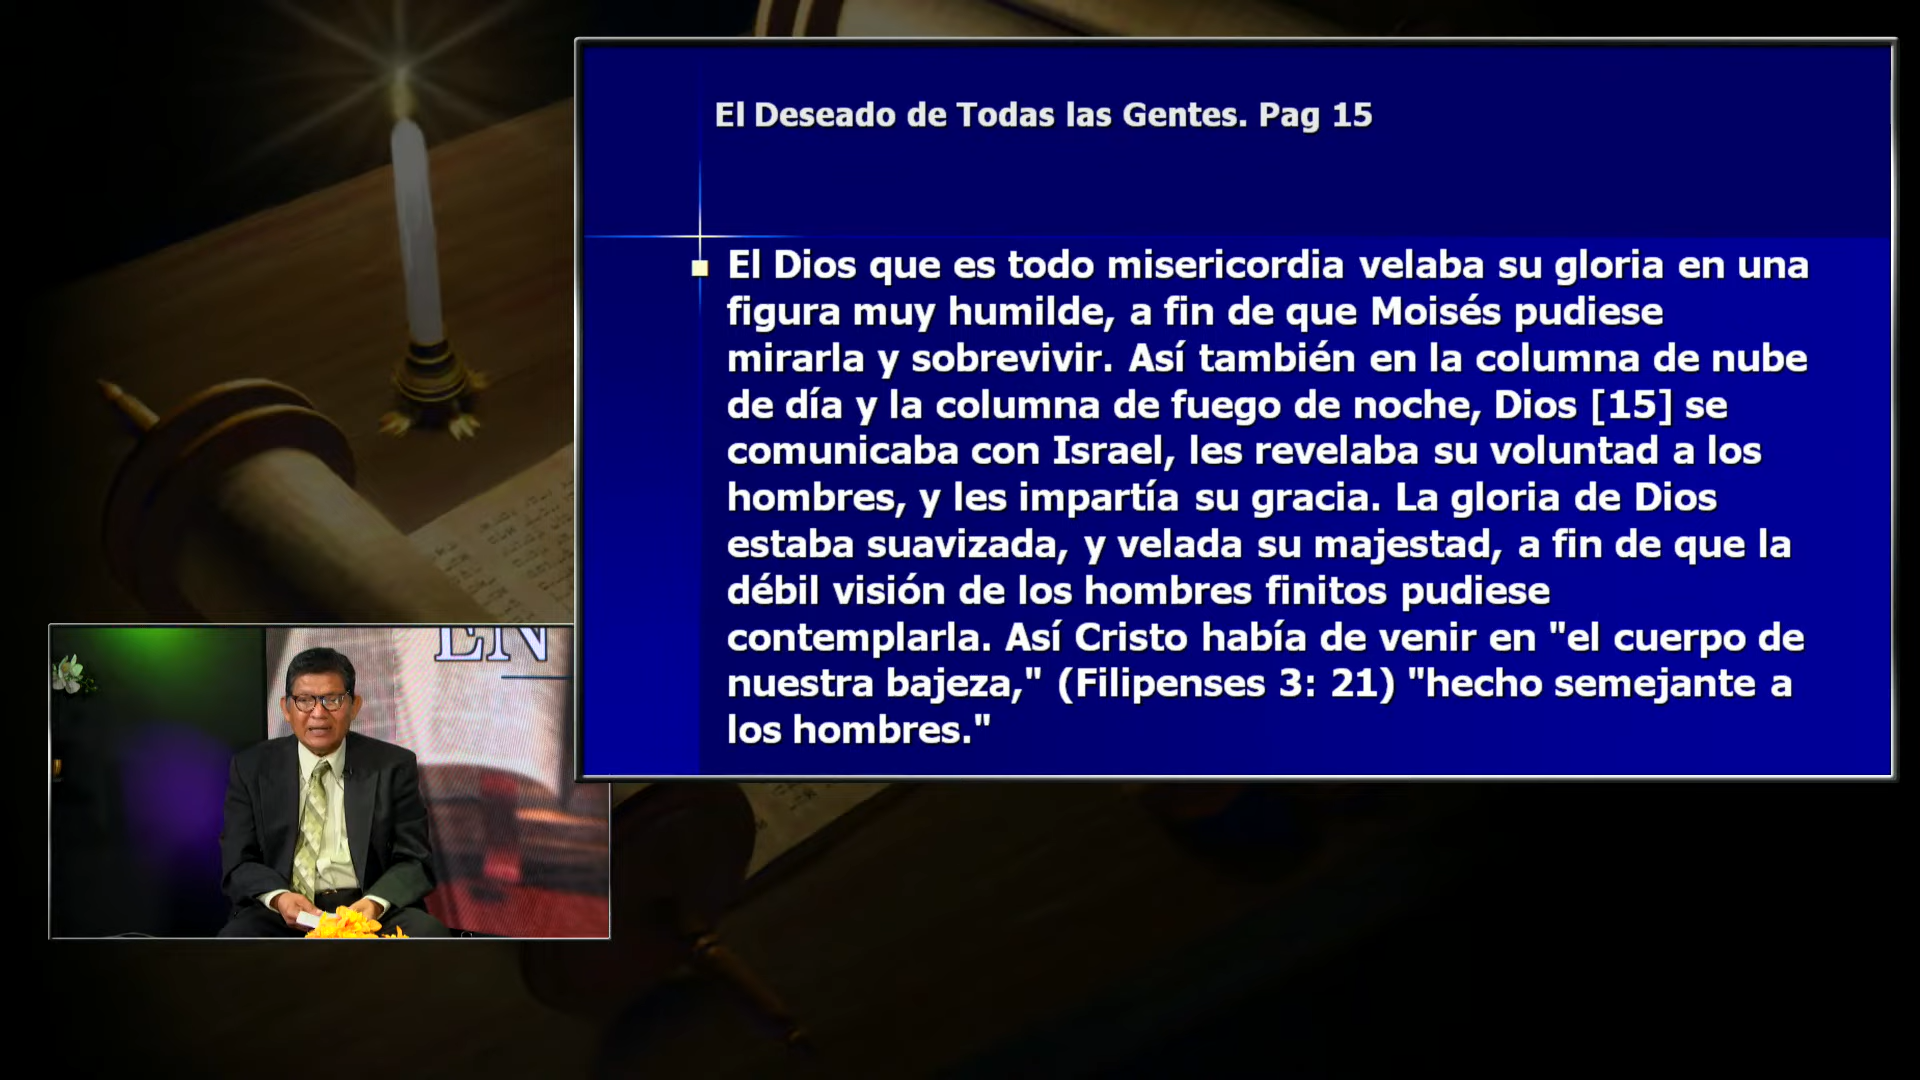 El Deseado de Todas las Gentes. Pag 15
El Dios que es todo misericordia velaba su gloria en una
figura muy humilde, a fin de que Moisés pudiese
mirarla y sobrevivir. Así también en la columna de nube
de día y la columna de fuego de noche, Dios [15] se
comunicaba con Israel, les revelaba su voluntad a los
hombres, y les impartía su gracia. La gloria de Dios
estaba suavizada, y velada su majestad, a fin de que la
débil visión de los hombres finitos pudiese
contemplarla. Así Cristo había de venir en "el cuerpo de
nuestra bajeza," (Filipenses 3: 21) "hecho semejante a
los hombres."
EN